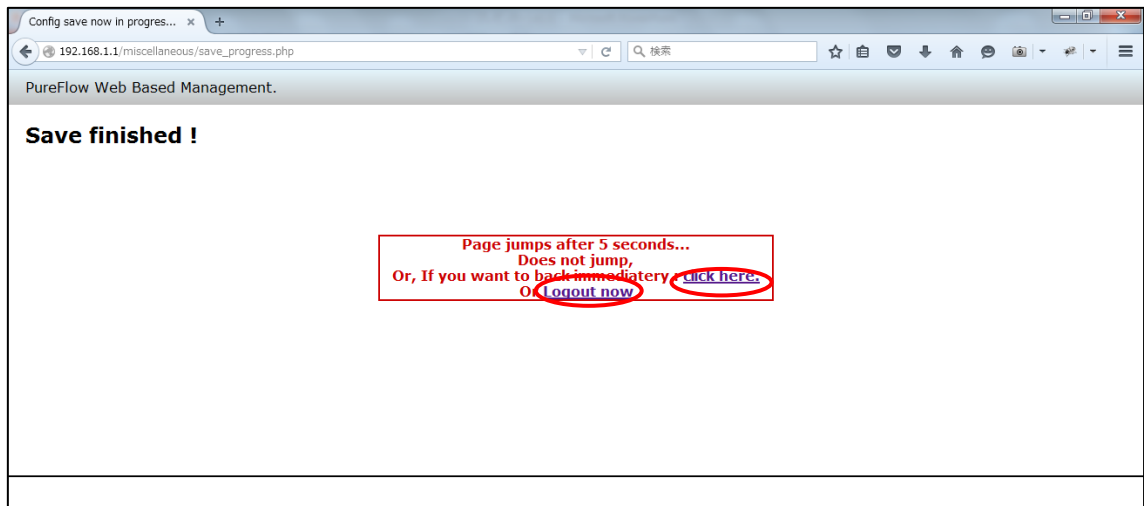 Config save now in progres...
192.168.1.1/miscellaneous/save_progress.php
検索
PureFlow Web Based Management.
Save finished !
Page jumps after 5 seconds...
Does not jump,
Or, If you want to back immediatery : click here.
Or Logout now